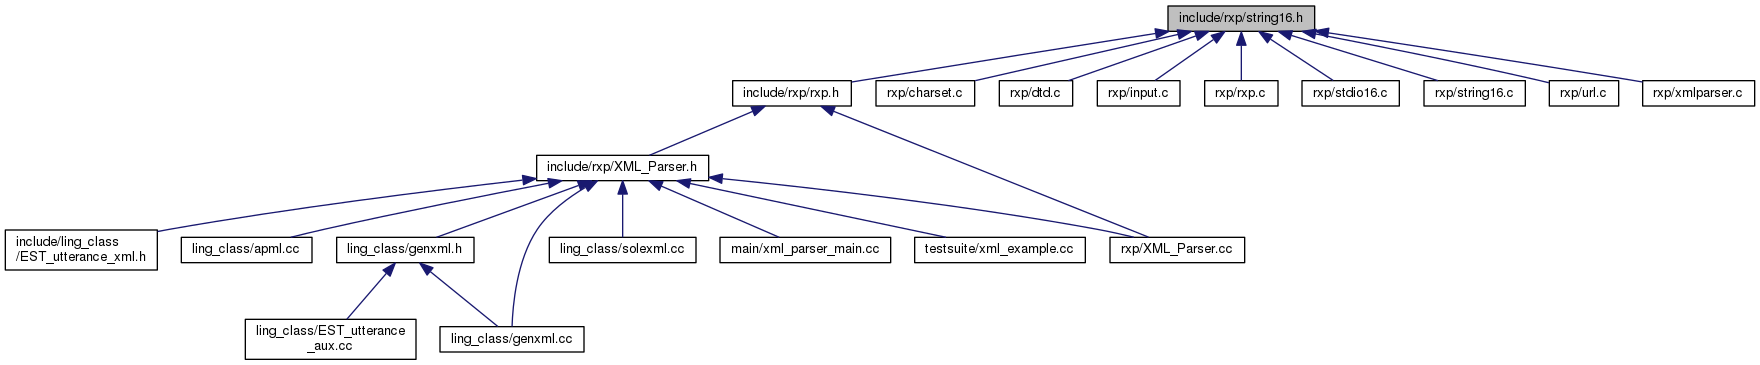 include/rxp/string16.h
include/rxp/rxp.h
rxp/charset.c
rxp/dtd.c
rxp/input.c
rxp/rxp.c
rxp/stdio16.c
rxp/string16.c
rxp/url.c
rxp/xmlparser.c
include/rxp/XML_Parser.h
include/ling_class
/EST_utterance_xml.h
ling_class/apml.cc
ling_class/genxml.h
ling_class/solexml.cc
main/xml_parser_main.cc
testsuite/xml_example.cc
rxp/XML_Parser.cc
ling_class/EST_utterance
_aux.cc
ling_class/genxml.cc